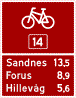 14
Sandnes 13,5
Forus 8,9
Hillevåg 5,6